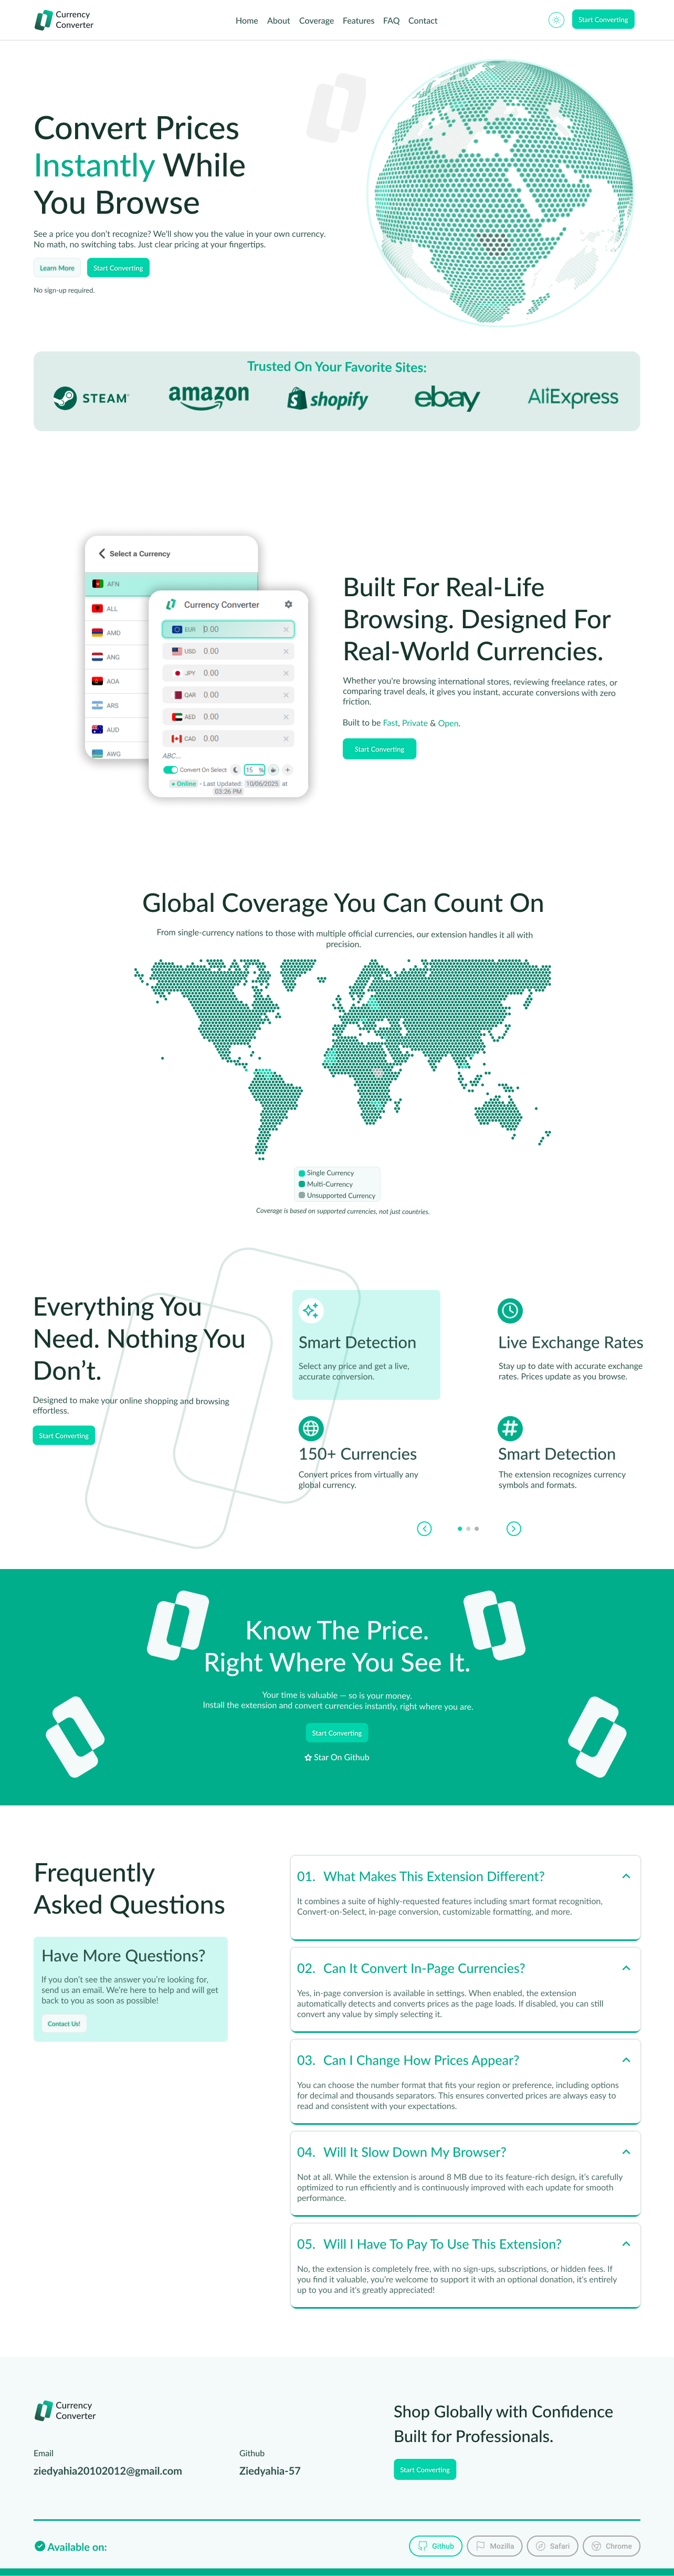 Currency
Converter
Home About Coverage Features FAQ Contact
Start Converting
Convert Prices
Instantly While
You Browse
See a price you don't recognize? We'll show you the value in your own currency.
No math, no switching tabs. Just clear pricing at your fingertips.
Learn More
Start Converting
No sign-up required.
Trusted On Your Favorite Sites:
STEAM
amazon
shopify
ebay
AliExpress
Select a Currency
AFN
ALL
AMD
ANG
AOA
ARS
AUD
AWG
Currency Converter
EUR 0.00
USD 0.00
JPY 0.00
QAR 0.00
AED 0.00
CAD 0.00
ABC...
Convert On Select 15 %
• Online • Last Updated: 10/06/2025 at
03:26 PM
Built For Real-Life
Browsing. Designed For
Real-World Currencies.
Whether you're browsing international stores, reviewing freelance rates, or
comparing travel deals, it gives you instant, accurate conversions with zero
friction.
Built to be Fast, Private & Open.
Start Converting
Global Coverage You Can Count On
From single-currency nations to those with multiple official currencies, our extension handles it all with
precision.
Single Currency
Multi-Currency
Unsupported Currency
Coverage is based on supported currencies, not just countries.
Everything You
Need. Nothing You
Don't.
Designed to make your online shopping and browsing
effortless.
Start Converting
Smart Detection
Select any price and get a live,
accurate conversion.
Live Exchange Rates
Stay up to date with accurate exchange
rates. Prices update as you browse.
150+ Currencies
Convert prices from virtually any
global currency.
Smart Detection
The extension recognizes currency
symbols and formats.
Know The Price.
Right Where You See It.
Your time is valuable — so is your money.
Install the extension and convert currencies instantly, right where you are.
Start Converting
Star On Github
Frequently
Asked Questions
Have More Questions?
If you don't see the answer you're looking for,
send us an email. We're here to help and will get
back to you as soon as possible!
Contact Us!
01. What Makes This Extension Different?
It combines a suite of highly-requested features including smart format recognition,
Convert-on-Select, in-page conversion, customizable formatting, and more.
02. Can It Convert In-Page Currencies?
Yes, in-page conversion is available in settings. When enabled, the extension
automatically detects and converts prices as the page loads. If disabled, you can still
convert any value by simply selecting it.
03. Can I Change How Prices Appear?
You can choose the number format that fits your region or preference, including options
for decimal and thousands separators. This ensures converted prices are always easy to
read and consistent with your expectations.
04. Will It Slow Down My Browser?
Not at all. While the extension is around 8 MB due to its feature-rich design, it's carefully
optimized to run efficiently and is continuously improved with each update for smooth
performance.
05. Will I Have To Pay To Use This Extension?
No, the extension is completely free, with no sign-ups, subscriptions, or hidden fees. If
you find it valuable, you're welcome to support it with an optional donation, it's entirely
up to you and it's greatly appreciated!
Currency
Converter
Email
ziedyahia20102012@gmail.com
Github
Ziedyahia-57
Shop Globally with Confidence
Built for Professionals.
Start Converting
Available on:
Github
Mozilla
Safari
Chrome